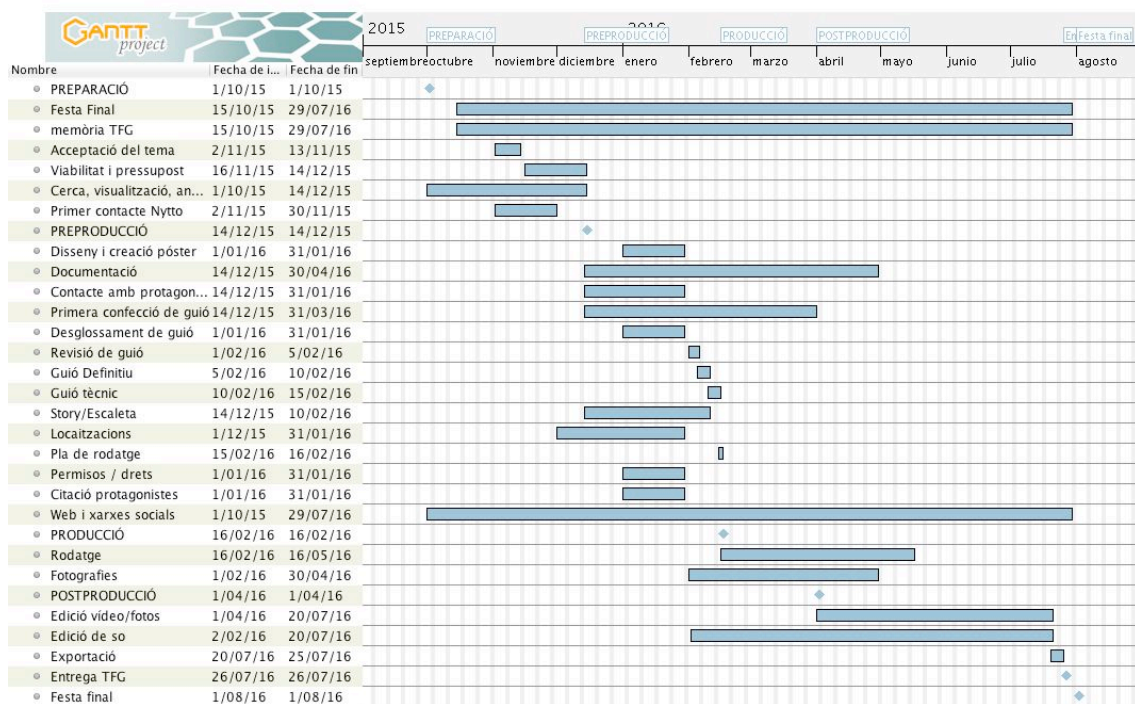 GANTT
project
2015
2016
PREPARACIÓ
PREPRODUCCIÓ
PRODUCCIÓ
POSTPRODUCCIÓ
En
Festa final
septiembre
octubre
noviembre
diciembre
enero
febrero
marzo
abril
mayo
junio
julio
agosto
Nombre Fecha de i... Fecha de fin
PREPARACIÓ 1/10/15 1/10/15
Festa Final 15/10/15 29/07/16
memòria TFG 15/10/15 29/07/16
Acceptació del tema 2/11/15 13/11/15
Viabilitat i pressupost 16/11/15 14/12/15
Cerca, visualització, an... 1/10/15 14/12/15
Primer contacte Nytto 2/11/15 30/11/15
PREPRODUCCIÓ 14/12/15 14/12/15
Disseny i creació póster 1/01/16 31/01/16
Documentació 14/12/15 30/04/16
Contacte amb protagon... 14/12/15 31/01/16
Primera confecció de guió 14/12/15 31/03/16
Desglossament de guió 1/01/16 31/01/16
Revisió de guió 1/02/16 5/02/16
Guió Definitiu 5/02/16 10/02/16
Guió tècnic 10/02/16 15/02/16
Story/Escaleta 14/12/15 10/02/16
Locaitzacions 1/12/15 31/01/16
Pla de rodatge 15/02/16 16/02/16
Permisos / drets 1/01/16 31/01/16
Citació protagonistes 1/01/16 31/01/16
Web i xarxes socials 1/10/15 29/07/16
PRODUCCIÓ 16/02/16 16/02/16
Rodatge 16/02/16 16/05/16
Fotografies 1/02/16 30/04/16
POSTPRODUCCIÓ 1/04/16 1/04/16
Edició vídeo/fotos 1/04/16 20/07/16
Edició de so 2/02/16 20/07/16
Exportació 20/07/16 25/07/16
Entrega TFG 26/07/16 26/07/16
Festa final 1/08/16 1/08/16